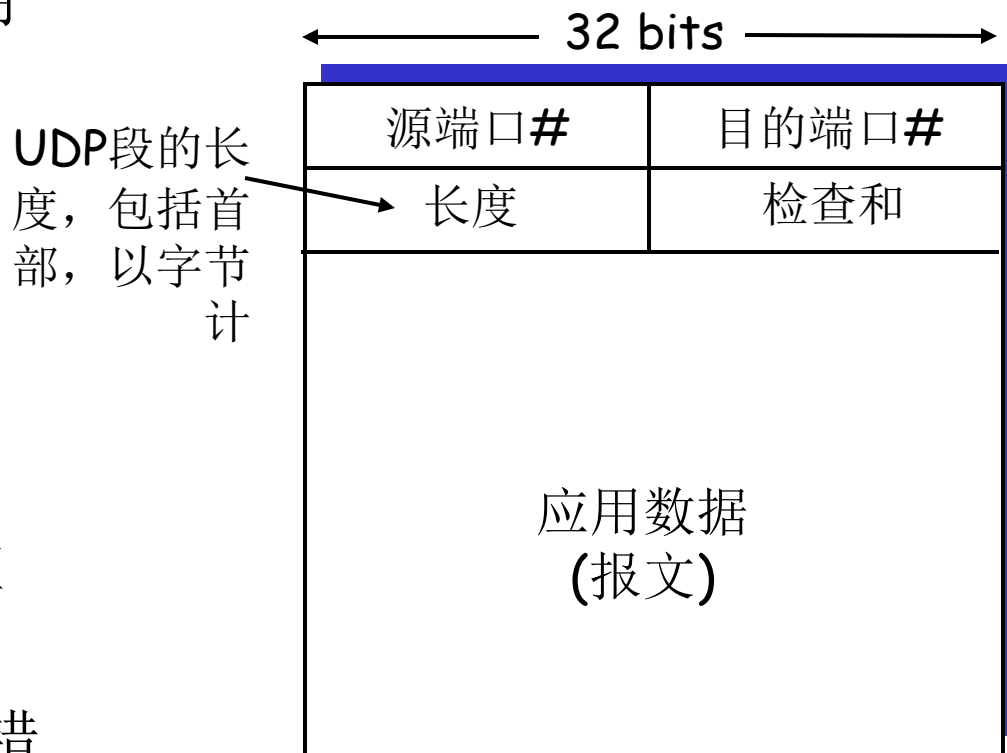 32 bits
源端口#
目的端口#
UDP段的长
度，包括首
部，以字节
计
长度
检查和
应用数据
(报文)